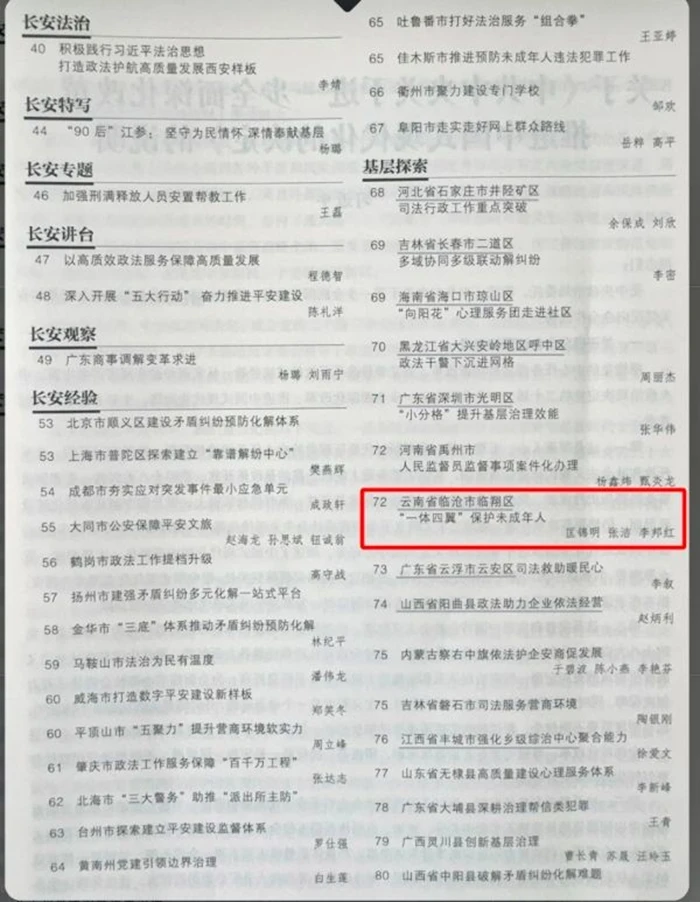 长安法治
40 积极践行习近平法治思想
打造政法护航高质量发展西安样板
李婧
长安特写
44 “90后”江参：坚守为民情怀 深情奉献基层
杨璐
长安专题
46 加强刑满释放人员安置帮教工作
王磊
长安讲台
47 以高质效政法服务保障高质量发展
程德智
48 深入开展“五大行动” 奋力推进平安建设
陈礼洋
长安观察
49 广东商事调解变革求进
杨璐 刘雨宁
长安经验
53 北京市顺义区建设矛盾纠纷预防化解体系
53 上海市普陀区探索建立“靠谱解纷中心”
樊燕辉
54 成都市夯实应对突发事件最小应急单元
成政轩
55 大同市公安保障平安文旅
赵海龙 孙思斌 钮诚翁
56 鹤岗市政法工作提档升级
高守战
57 扬州市建强矛盾纠纷多元化解一站式平台
58 金华市“三底”体系推动矛盾纠纷预防化解
林纪平
59 马鞍山市法治为民有温度
潘伟龙
60 威海市打造数字平安建设新样板
郑笑冬
60 平顶山市“五聚力”提升营商环境软实力
周立峰
61 肇庆市政法工作服务保障“百千万工程”
张达志
62 北海市“三大警务”助推“派出所主防”
63 台州市探索建立平安建设监督体系
罗仕强
64 黄南州党建引领边界治理
白生莲
65 吐鲁番市打好法治服务“组合拳”
王亚婷
65 佳木斯市推进预防未成年人违法犯罪工作
66 衢州市聚力建设专门学校
邹欢
67 阜阳市走实走好网上群众路线
岳粹 高平
基层探索
68 河北省石家庄市井陉矿区
司法行政工作重点突破
余保成 刘欣
69 吉林省长春市二道区
多域协同多级联动解纠纷
李密
69 海南省海口市琼山区
“向阳花”心理服务团走进社区
70 黑龙江省大兴安岭地区呼中区
政法干警下沉进网格
周丽杰
71 广东省深圳市光明区
“小分格”提升基层治理效能
张华伟
72 河南省禹州市
人民监督员监督事项案件化办理
杨鑫炜 甄炎龙
72 云南省临沧市临翔区
“一体四翼”保护未成年人
匡锡明 张洁 李邦红
73 广东省云浮市云安区司法救助暖民心
李叙
74 山西省阳曲县政法助力企业依法经营
赵炳利
75 内蒙古察右中旗依法护企安商促发展
于碧波 陈小燕 李艳芬
75 吉林省磐石市司法服务营商环境
陶银刚
76 江西省丰城市强化乡级综治中心聚合能力
徐爱文
77 山东省无棣县高质量建设心理服务体系
李新峰
78 广东省大埔县深耕治理帮信类犯罪
王青
79 广西灵川县创新基层治理
曹长青 苏晟 汪玲玉
80 山西省中阳县破解矛盾纠纷化解难题